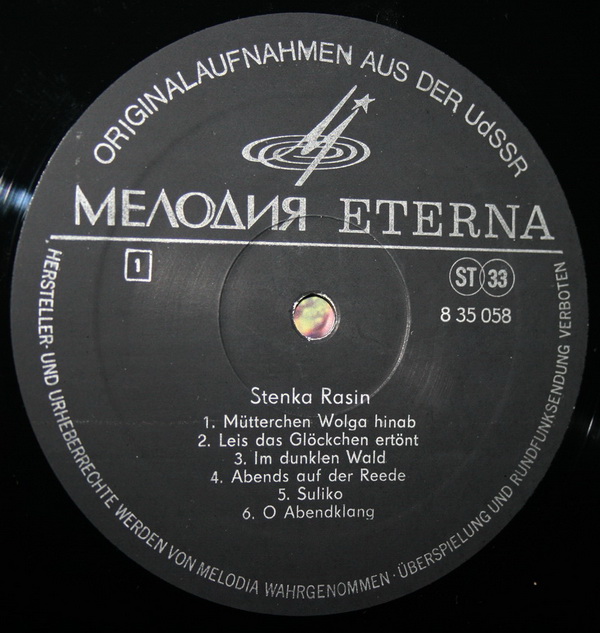 ORIGINALAUFNAHMEN AUS DER UdSSR
МЕЛОДИЯ ETERNA
1
ST 33
8 35 058
Stenka Rasin
1. Mütterchen Wolga hinab
2. Leis das Glöckchen ertönt
3. Im dunklen Wald
4. Abends auf der Reede
5. Suliko
6. O Abendklang
HERSTELLER- UND URHEBERRECHTE WERDEN VON MELODIA WAHRGENOMMEN · ÜBERSPIELUNG UND RUNDFUNKSENDUNG VERBOTEN